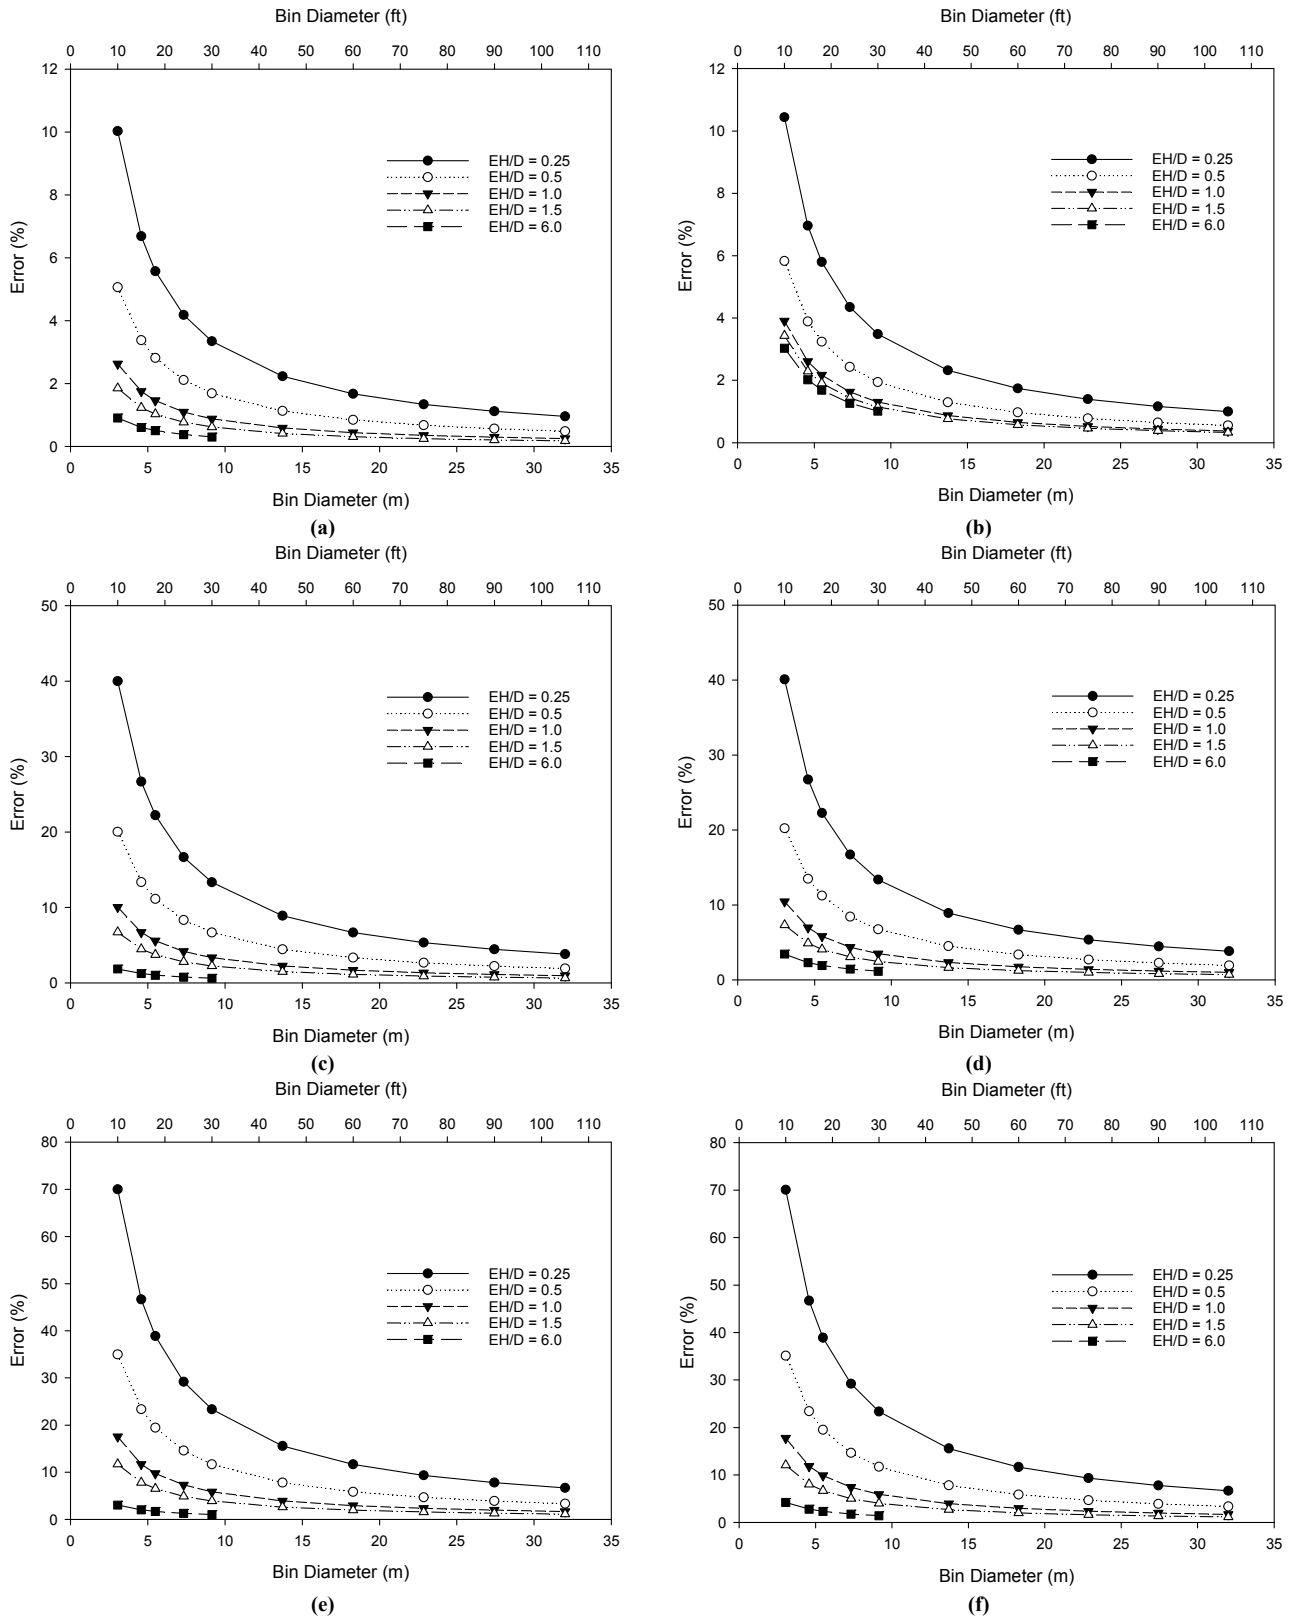 Bin Diameter (ft)
0 10 20 30 40 50 60 70 80 90 100 110
12
10
8
6
4
2
0
Error (%)
EH/D = 0.25
EH/D = 0.5
EH/D = 1.0
EH/D = 1.5
EH/D = 6.0
0 5 10 15 20 25 30 35
Bin Diameter (m)
(a)
Bin Diameter (ft)
0 10 20 30 40 50 60 70 80 90 100 110
12
10
8
6
4
2
0
Error (%)
EH/D = 0.25
EH/D = 0.5
EH/D = 1.0
EH/D = 1.5
EH/D = 6.0
0 5 10 15 20 25 30 35
Bin Diameter (m)
(b)
Bin Diameter (ft)
0 10 20 30 40 50 60 70 80 90 100 110
50
40
30
20
10
0
Error (%)
EH/D = 0.25
EH/D = 0.5
EH/D = 1.0
EH/D = 1.5
EH/D = 6.0
0 5 10 15 20 25 30 35
Bin Diameter (m)
(c)
Bin Diameter (ft)
0 10 20 30 40 50 60 70 80 90 100 110
50
40
30
20
10
0
Error (%)
EH/D = 0.25
EH/D = 0.5
EH/D = 1.0
EH/D = 1.5
EH/D = 6.0
0 5 10 15 20 25 30 35
Bin Diameter (m)
(d)
Bin Diameter (ft)
0 10 20 30 40 50 60 70 80 90 100 110
80
70
60
50
40
30
20
10
0
Error (%)
EH/D = 0.25
EH/D = 0.5
EH/D = 1.0
EH/D = 1.5
EH/D = 6.0
0 5 10 15 20 25 30 35
Bin Diameter (m)
(e)
Bin Diameter (ft)
0 10 20 30 40 50 60 70 80 90 100 110
80
70
60
50
40
30
20
10
0
Error (%)
EH/D = 0.25
EH/D = 0.5
EH/D = 1.0
EH/D = 1.5
EH/D = 6.0
0 5 10 15 20 25 30 35
Bin Diameter (m)
(f)